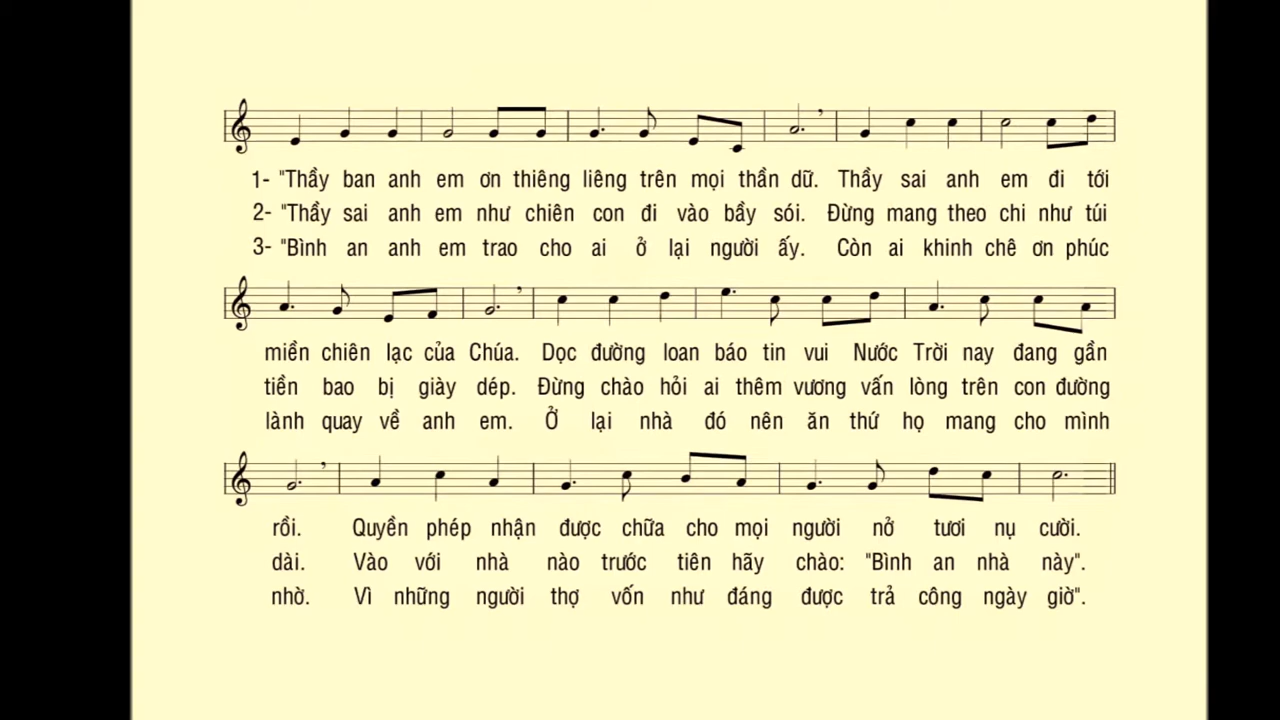 1- "Thầy ban anh em ơn thiêng liêng trên mọi thần dữ. Thầy sai anh em đi tới
2- "Thầy sai anh em như chiên con đi vào bầy sói. Đừng mang theo chi như túi
3- "Bình an anh em trao cho ai ở lại người ấy. Còn ai khinh chê ơn phúc
miền chiên lạc của Chúa. Dọc đường loan báo tin vui Nước Trời nay đang gần
tiền bao bị giày dép. Đừng chào hỏi ai thêm vương vấn lòng trên con đường
lành quay về anh em. Ở lại nhà đó nên ăn thứ họ mang cho mình
rồi. Quyền phép nhận được chữa cho mọi người nở tươi nụ cười.
dài. Vào với nhà nào trước tiên hãy chào: "Bình an nhà này".
nhờ. Vì những người thợ vốn như đáng được trả công ngày giờ".